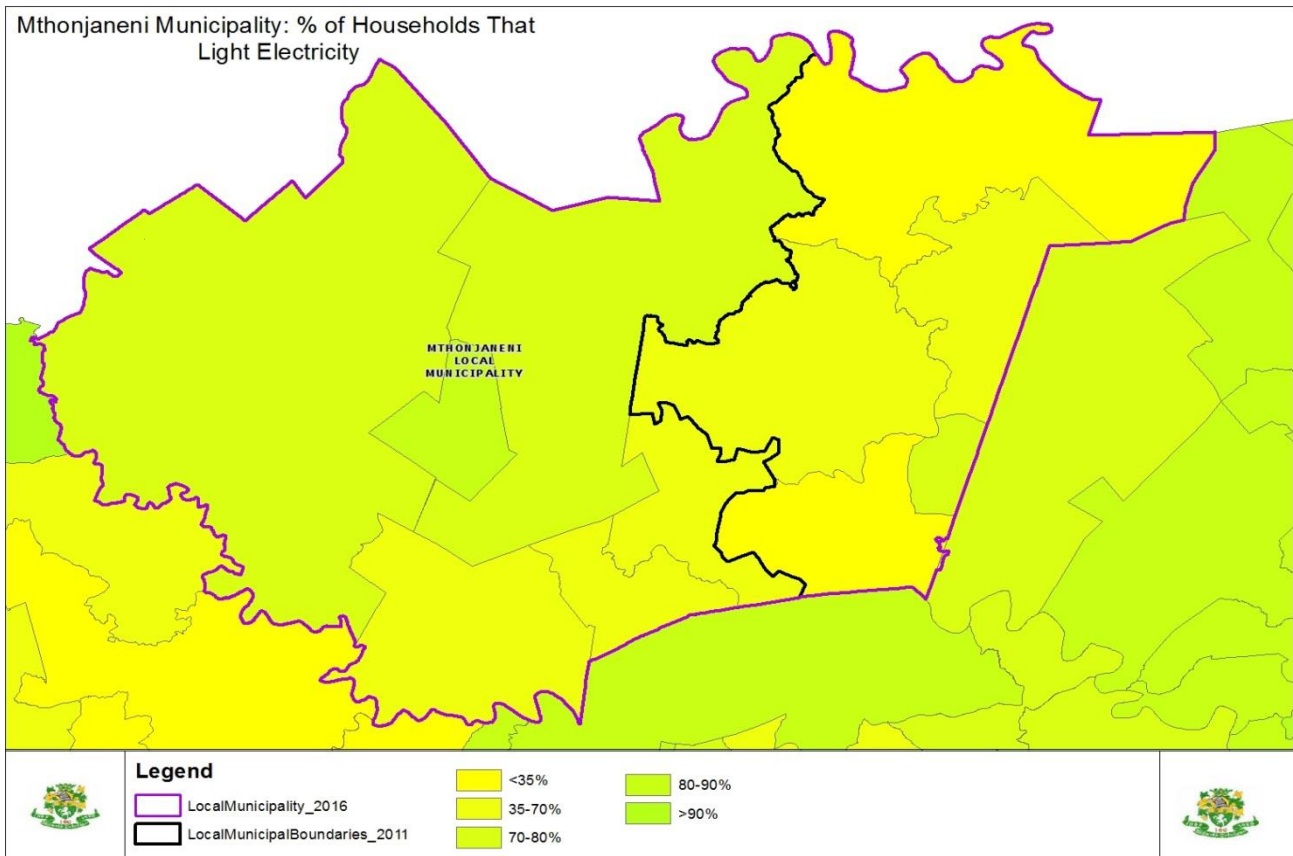 Mthonjaneni Municipality: % of Households That
Light Electricity
MTHONJANENI
LOCAL
MUNICIPALITY
Legend
LocalMunicipality_2016
LocalMunicipalBoundaries_2011
<35%
35-70%
70-80%
80-90%
>90%